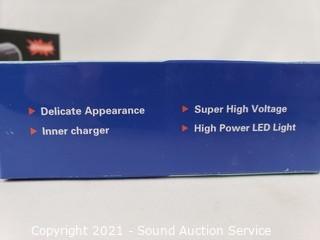 Delicate Appearance
Inner charger
Super High Voltage
High Power LED Light
Copyright 2021 - Sound Auction Service